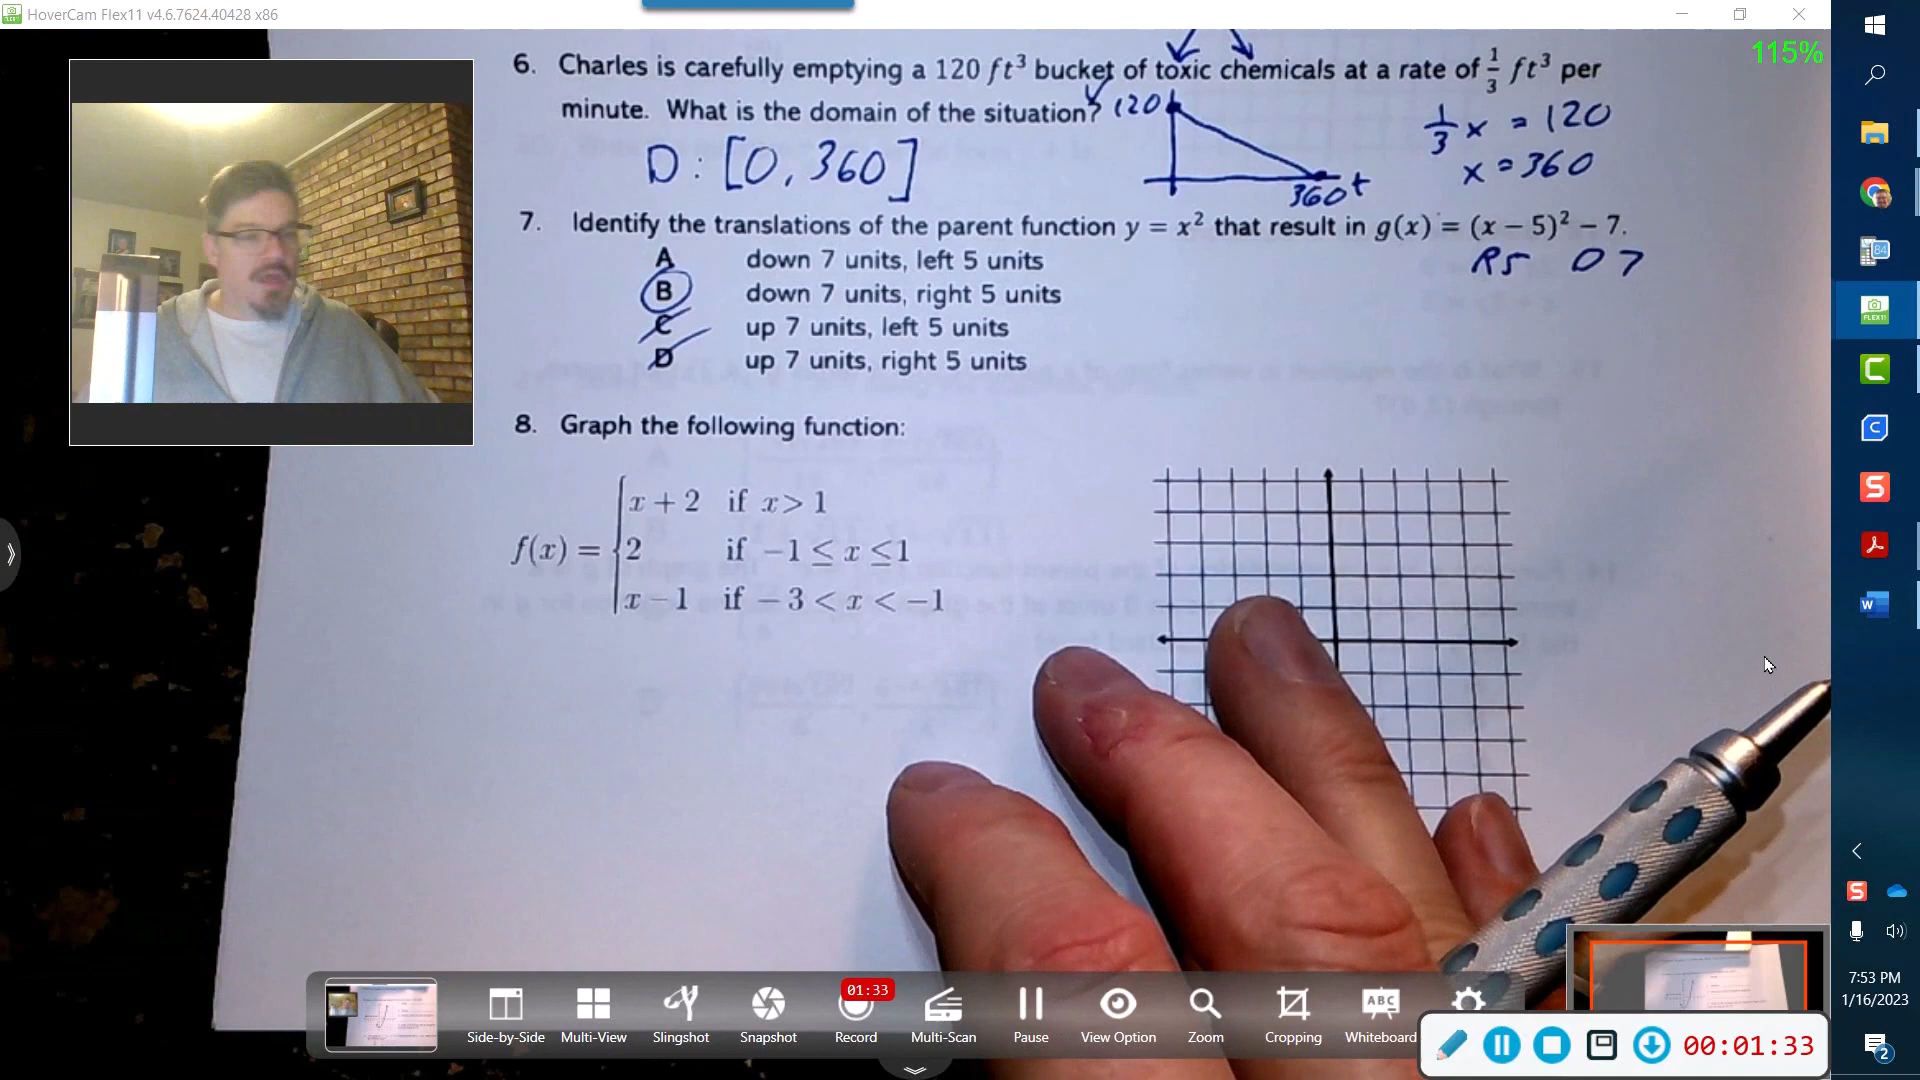 HoverCam Flex11 v4.6.7624.40428 x86
115%
6. Charles is carefully emptying a 120 ft³ bucket of toxic chemicals at a rate of 1/3 ft³ per
minute. What is the domain of the situation?
120
1/3 x = 120
x = 360
D : [0, 360]
360 t
7. Identify the translations of the parent function y = x² that result in g(x) = (x − 5)² − 7.
R5 D7
A down 7 units, left 5 units
B down 7 units, right 5 units
C up 7 units, left 5 units
D up 7 units, right 5 units
8. Graph the following function:
f(x) = { x + 2 if x > 1
2 if −1 ≤ x ≤ 1
x − 1 if −3 < x < −1
84
FLEX11
01:33
Side-by-Side Multi-View Slingshot Snapshot Record Multi-Scan Pause View Option Zoom Cropping ABC Whiteboard
00:01:33
7:53 PM
1/16/2023
2